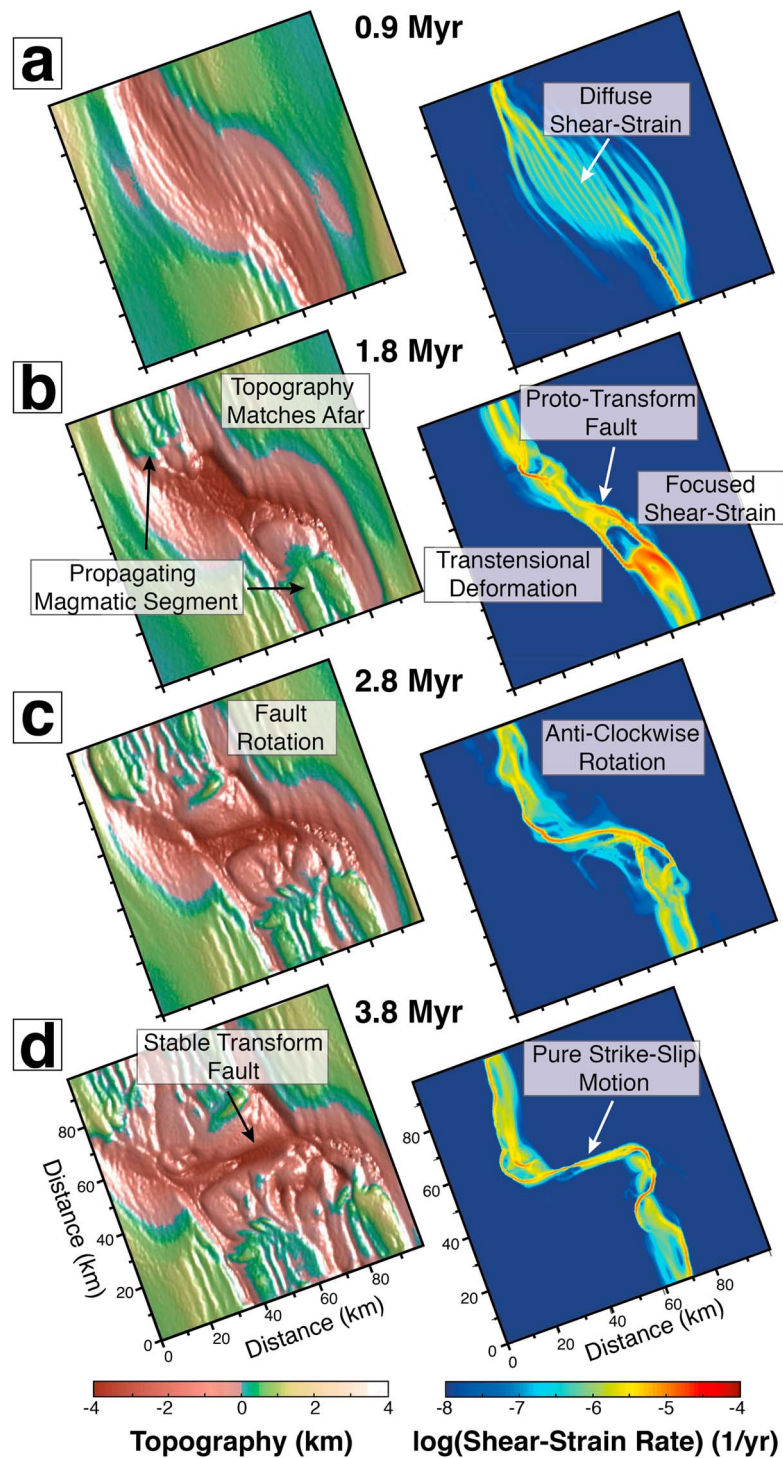 a
0.9 Myr
Diffuse
Shear-Strain
b
1.8 Myr
Topography
Matches Afar
Propagating
Magmatic Segment
Proto-Transform
Fault
Focused
Shear-Strain
Transtensional
Deformation
c
2.8 Myr
Fault
Rotation
Anti-Clockwise
Rotation
d
3.8 Myr
Stable Transform
Fault
Pure Strike-Slip
Motion
80
60
40
20
0
Distance (km)
0
20
40
60
80
Distance (km)
80
60
40
20
0
20
40
60
80
Distance (km)
-4
-2
0
2
4
Topography (km)
-8
-7
-6
-5
-4
log(Shear-Strain Rate) (1/yr)